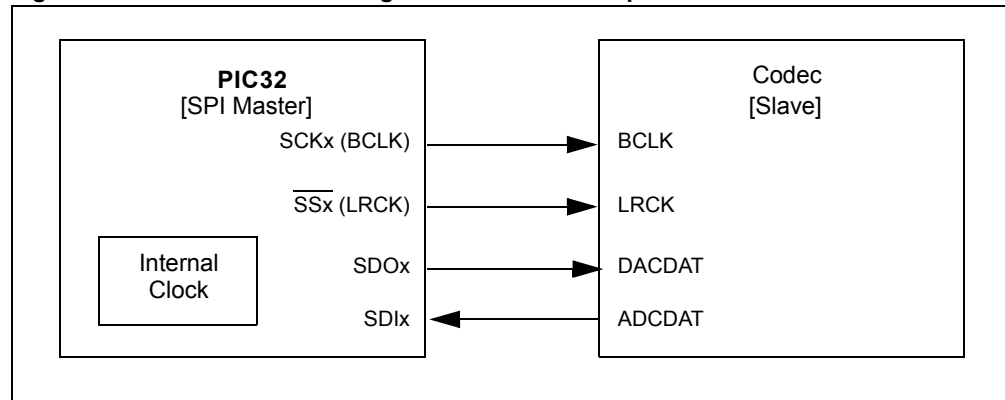 PIC32
[SPI Master]
SCKx (BCLK)
SSx (LRCK)
Internal
Clock
SDOx
SDIx
Codec
[Slave]
BCLK
LRCK
DACDAT
ADCDAT